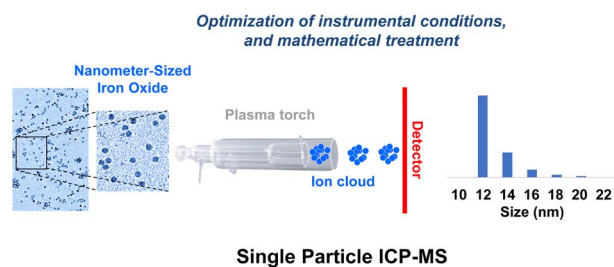 Optimization of instrumental conditions,
and mathematical treatment
Nanometer-Sized
Iron Oxide
Plasma torch
Ion cloud
Detector
10 12 14 16 18 20 22
Size (nm)
Single Particle ICP-MS